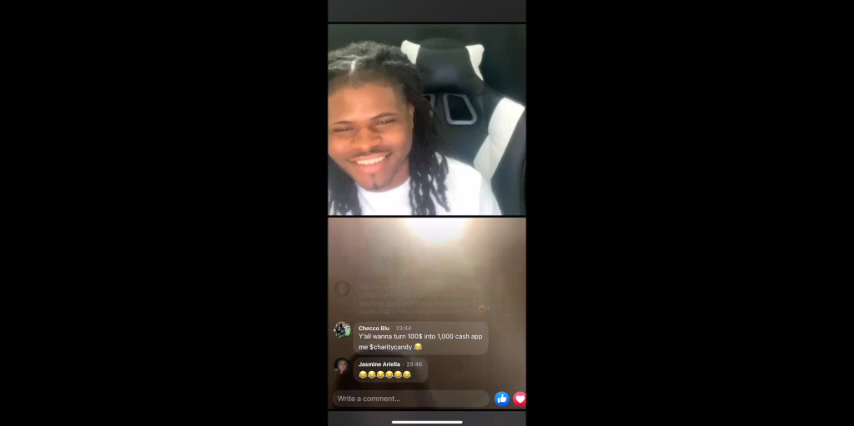 Checco Blu · 23:44
Y'all wanna turn 100$ into 1,000 cash app
me $charitycandy 😂
Jasmine Ariella · 23:46
😂😂😂😂😂😂
Write a comment...